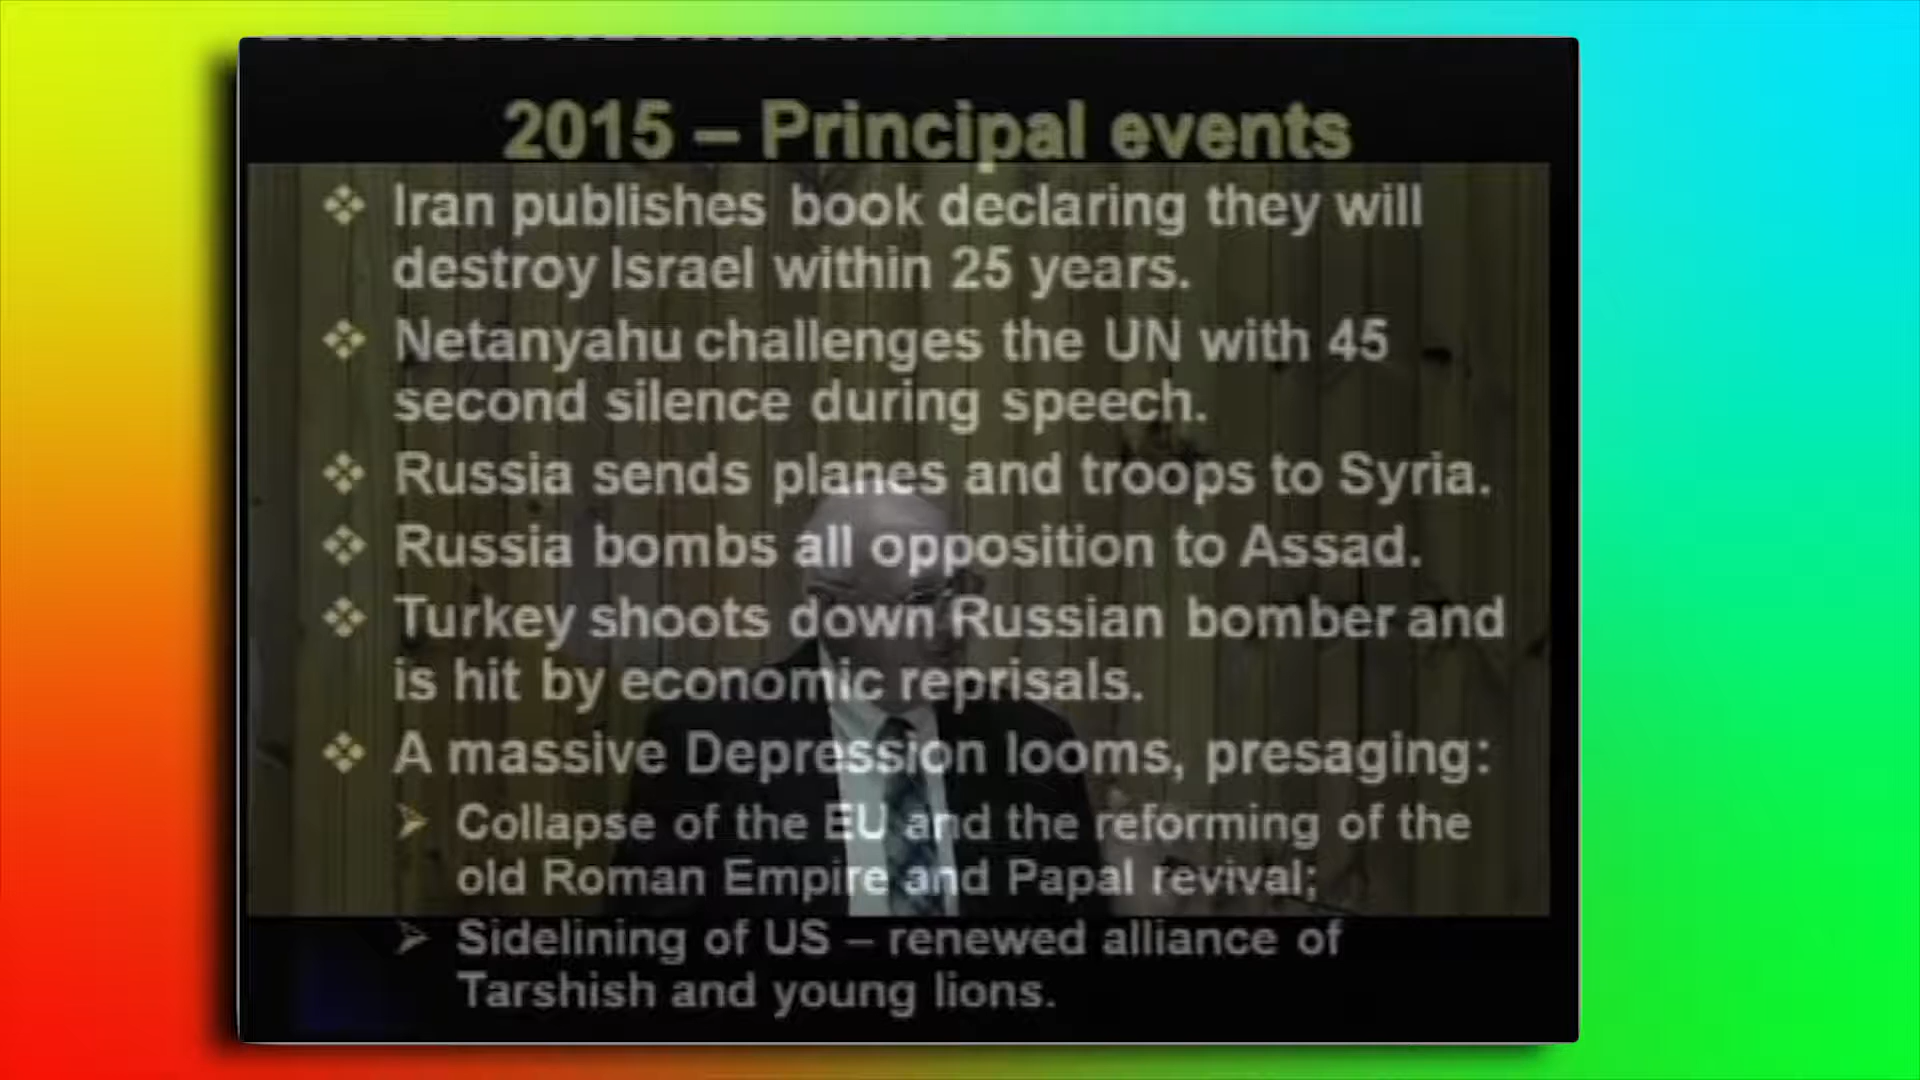 2015 – Principal events
❖ Iran publishes book declaring they will
destroy Israel within 25 years.
❖ Netanyahu challenges the UN with 45
second silence during speech.
❖ Russia sends planes and troops to Syria.
❖ Russia bombs all opposition to Assad.
❖ Turkey shoots down Russian bomber and
is hit by economic reprisals.
❖ A massive Depression looms, presaging:
➢ Collapse of the EU and the reforming of the
old Roman Empire and Papal revival;
➢ Sidelining of US – renewed alliance of
Tarshish and young lions.